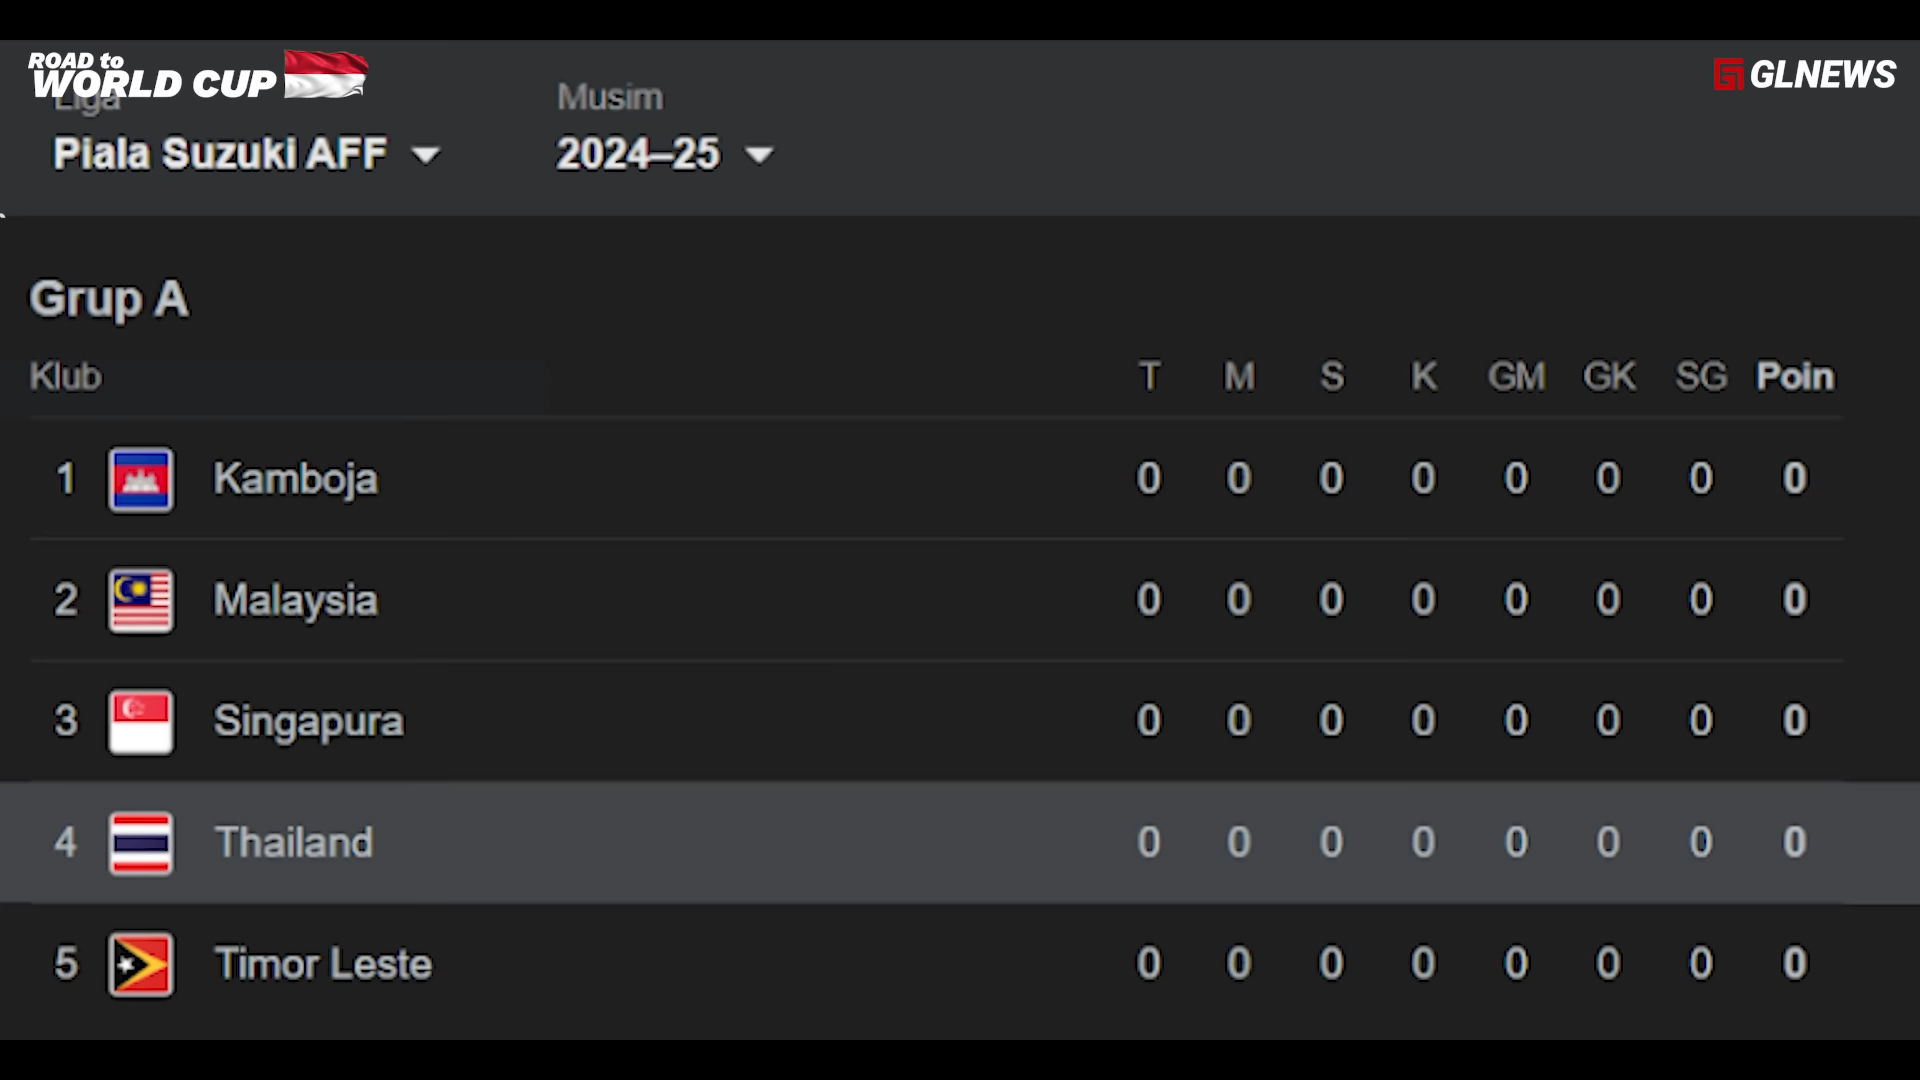 ROAD to
WORLD CUP
GLNEWS
Liga
Musim
Piala Suzuki AFF
2024–25
Grup A
Klub T M S K GM GK SG Poin
1 Kamboja 0 0 0 0 0 0 0 0
2 Malaysia 0 0 0 0 0 0 0 0
3 Singapura 0 0 0 0 0 0 0 0
4 Thailand 0 0 0 0 0 0 0 0
5 Timor Leste 0 0 0 0 0 0 0 0